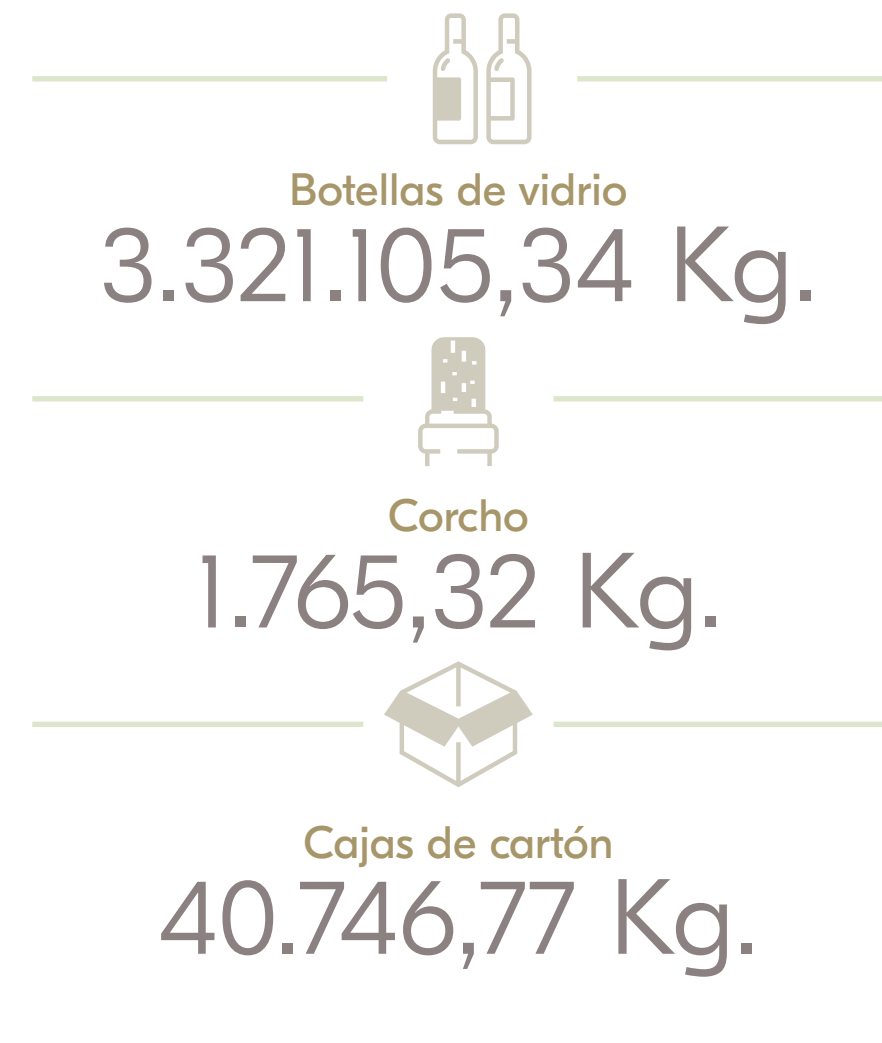 Botellas de vidrio
3.321.105,34 Kg.
Corcho
1.765,32 Kg.
Cajas de cartón
40.746,77 Kg.